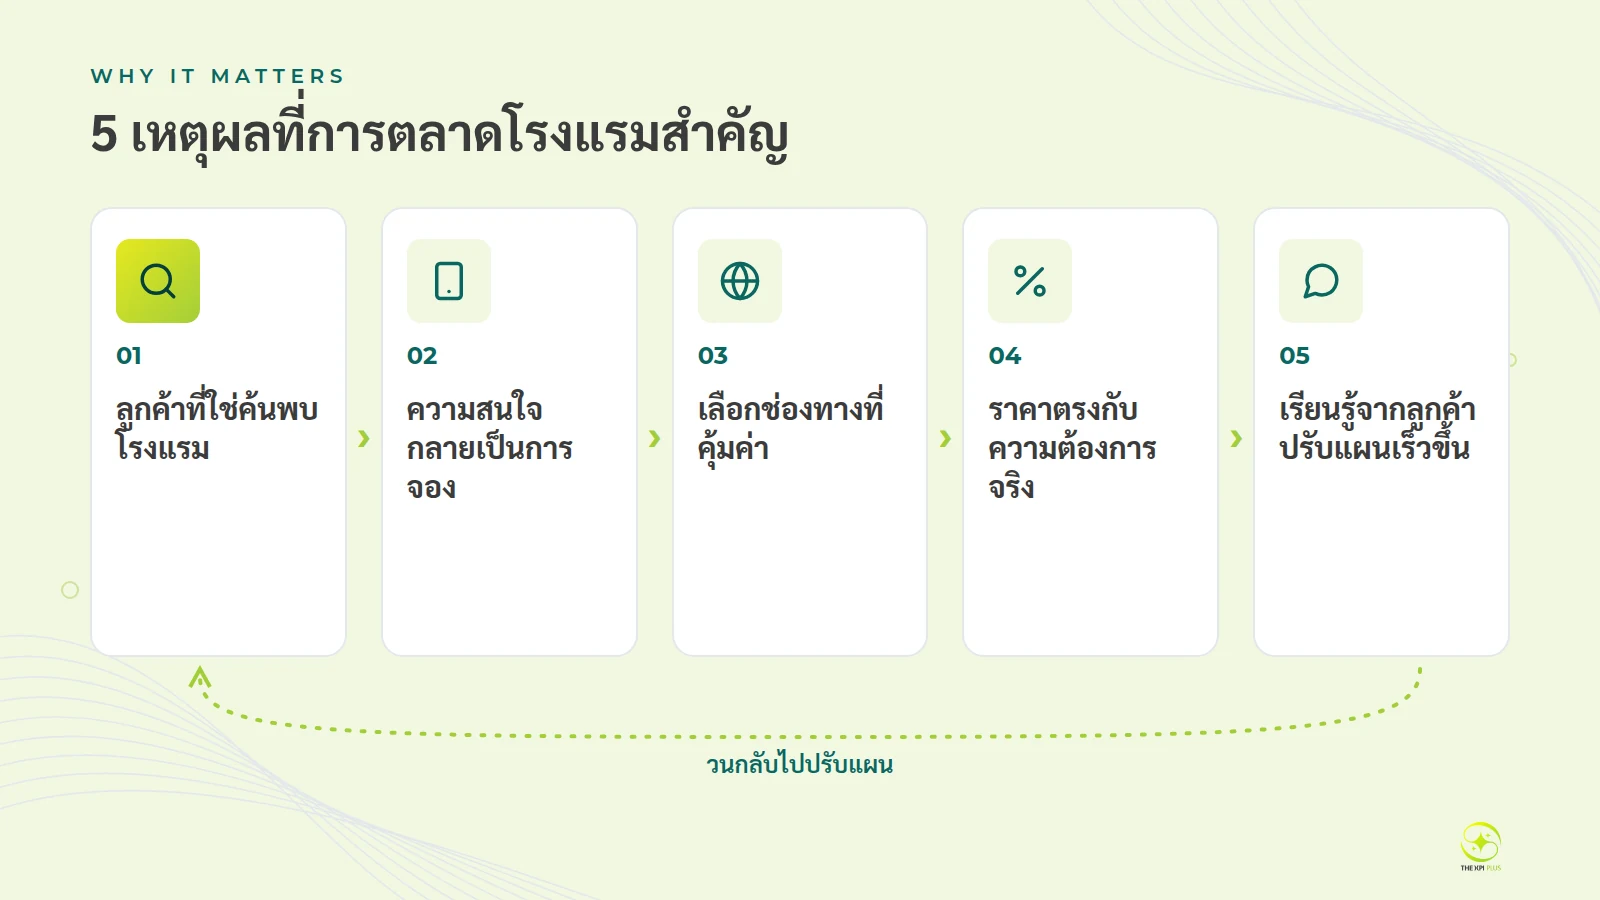 WHY IT MATTERS
5 เหตุผลที่การตลาดโรงแรมสำคัญ
01
ลูกค้าที่ใช่ค้นพบ
โรงแรม
›
02
ความสนใจ
กลายเป็นการ
จอง
›
03
เลือกช่องทางที่
คุ้มค่า
›
04
ราคาตรงกับ
ความต้องการ
จริง
›
05
เรียนรู้จากลูกค้า
ปรับแผนเร็วขึ้น
วนกลับไปปรับแผน
THE XPI PLUS